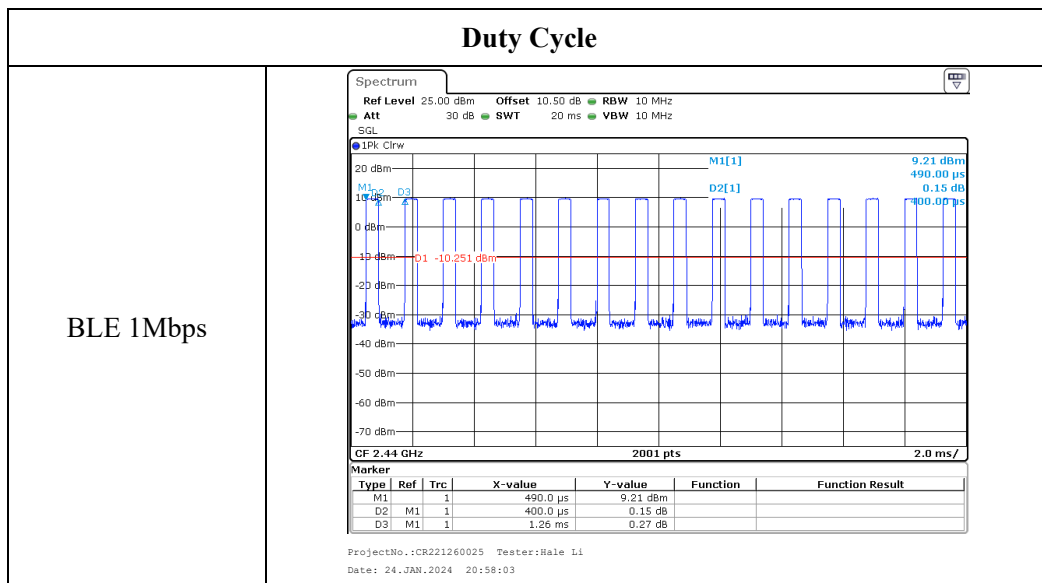 Duty Cycle
BLE 1Mbps
Spectrum
Ref Level 25.00 dBm Offset 10.50 dB RBW 10 MHz
Att 30 dB SWT 20 ms VBW 10 MHz
SGL
1Pk Clrw
M1[1] 9.21 dBm
490.00 µs
D2[1] 0.15 dB
400.00 µs
20 dBm
M1 D2 D3
10 dBm
0 dBm
-10 dBm
D1 -10.251 dBm
-20 dBm
-30 dBm
-40 dBm
-50 dBm
-60 dBm
-70 dBm
CF 2.44 GHz 2001 pts 2.0 ms/
Marker
Type Ref Trc X-value Y-value Function Function Result
M1 1 490.0 µs 9.21 dBm
D2 M1 1 400.0 µs 0.15 dB
D3 M1 1 1.26 ms 0.27 dB
ProjectNo.:CR221260025 Tester:Hale Li
Date: 24.JAN.2024 20:58:03